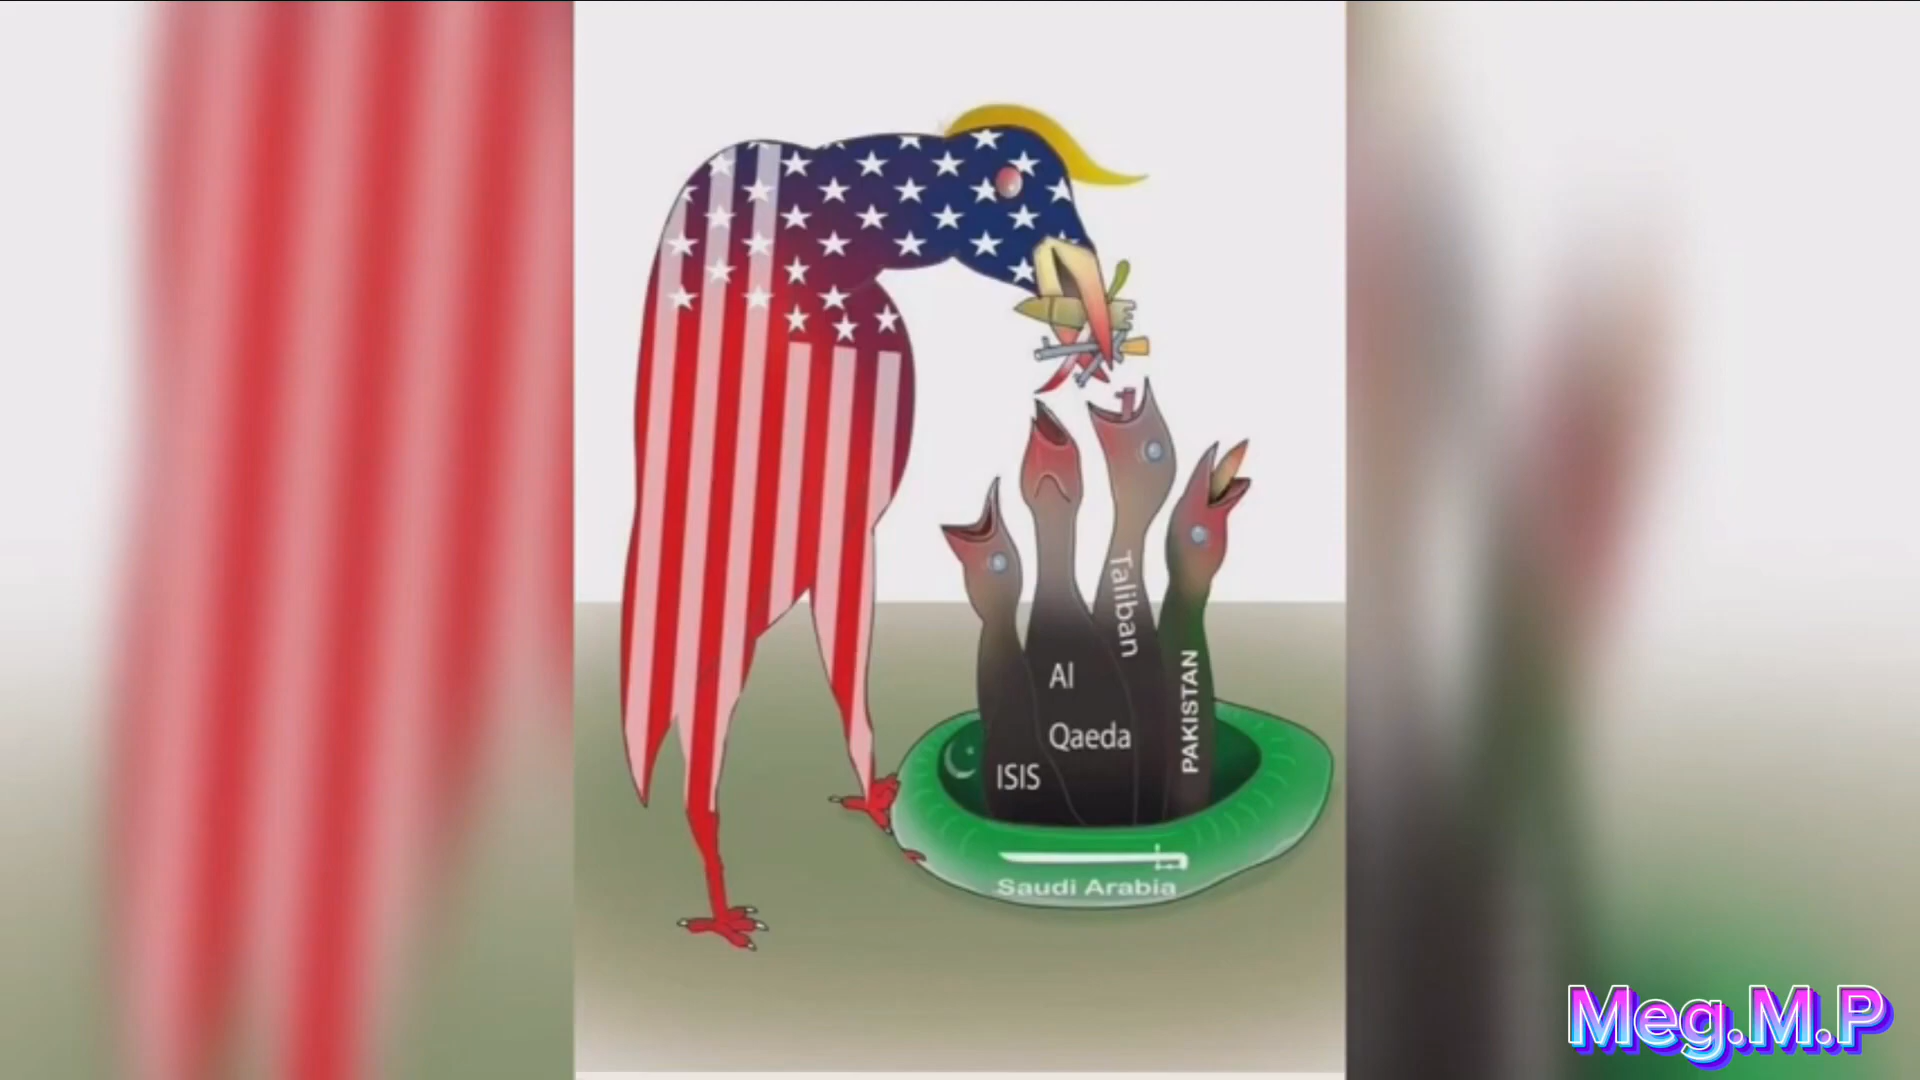 Taliban
PAKISTAN
Al
Qaeda
ISIS
Saudi Arabia
Meg.M.P